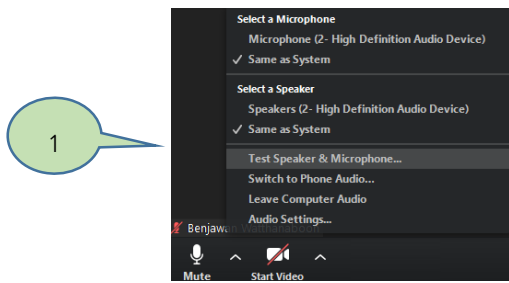 Select a Microphone
Microphone (2- High Definition Audio Device)
✓ Same as System
Select a Speaker
Speakers (2- High Definition Audio Device)
✓ Same as System
1
Test Speaker & Microphone...
Switch to Phone Audio...
Leave Computer Audio
Audio Settings...
Benjawan Watthanaboon
Mute
Start Video